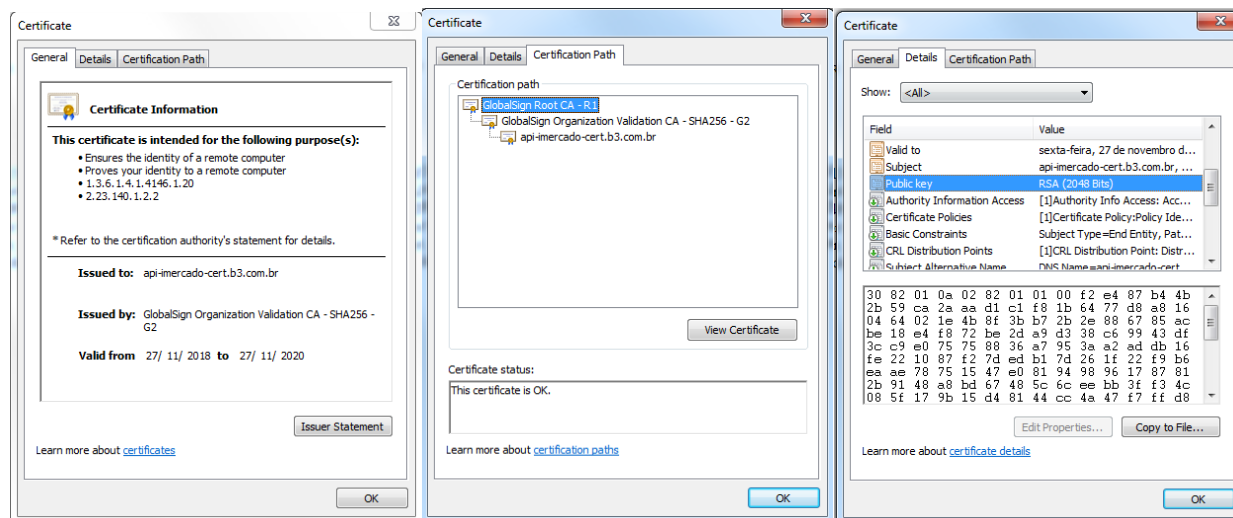 Certificate
General Details Certification Path
Certificate Information
This certificate is intended for the following purpose(s):
• Ensures the identity of a remote computer
• Proves your identity to a remote computer
• 1.3.6.1.4.1.4146.1.20
• 2.23.140.1.2.2
* Refer to the certification authority's statement for details.
Issued to: api-imercado-cert.b3.com.br
Issued by: GlobalSign Organization Validation CA - SHA256 -
G2
Valid from 27/ 11/ 2018 to 27/ 11/ 2020
Issuer Statement
Learn more about certificates
OK
Certificate
General Details Certification Path
Certification path
GlobalSign Root CA - R1
GlobalSign Organization Validation CA - SHA256 - G2
api-imercado-cert.b3.com.br
View Certificate
Certificate status:
This certificate is OK.
Learn more about certification paths
OK
Certificate
General Details Certification Path
Show: <All>
Field Value
Valid to sexta-feira, 27 de novembro d...
Subject api-imercado-cert.b3.com.br, ...
Public key RSA (2048 Bits)
Authority Information Access [1]Authority Info Access: Acc...
Certificate Policies [1]Certificate Policy:Policy Ide...
Basic Constraints Subject Type=End Entity, Pat...
CRL Distribution Points [1]CRL Distribution Point: Distr...
Subject Alternative Name DNS Name=api-imercado-cert
30 82 01 0a 02 82 01 01 00 f2 e4 87 b4 4b
2b 59 ca 2a aa d1 c1 f8 1b 64 77 d8 a8 16
04 64 02 1e 4b 8f 3b b7 2b 2e 88 67 85 ac
be 18 e4 f8 72 be 2d a9 d3 38 c6 99 43 df
3c c9 e0 75 75 88 36 a7 95 3a a2 ad db 16
fe 22 10 87 f2 7d ed b1 7d 26 1f 22 f9 b6
ea ae 78 75 15 47 e0 81 94 98 96 17 87 81
2b 91 48 a8 bd 67 48 5c 6c ee bb 3f f3 4c
08 5f 17 9b 15 d4 81 44 cc 4a 47 f7 ff d8
Edit Properties... Copy to File...
Learn more about certificate details
OK